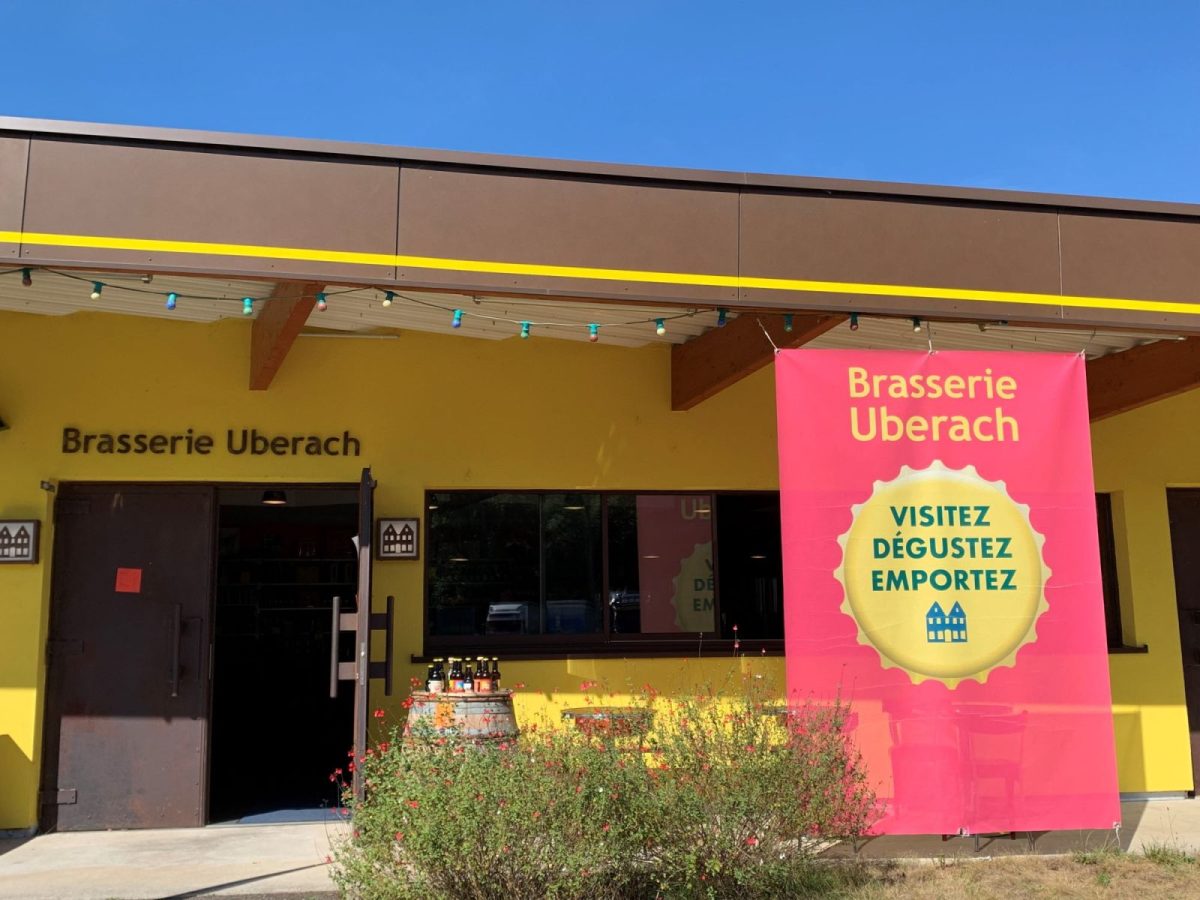 Brasserie Uberach
Brasserie
Uberach
VISITEZ
DÉGUSTEZ
EMPORTEZ